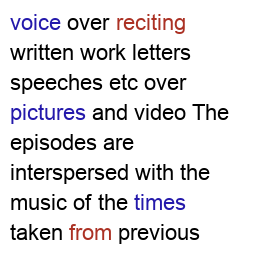 voice over reciting
written work letters
speeches etc over
pictures and video The
episodes are
interspersed with the
music of the times
taken from previous